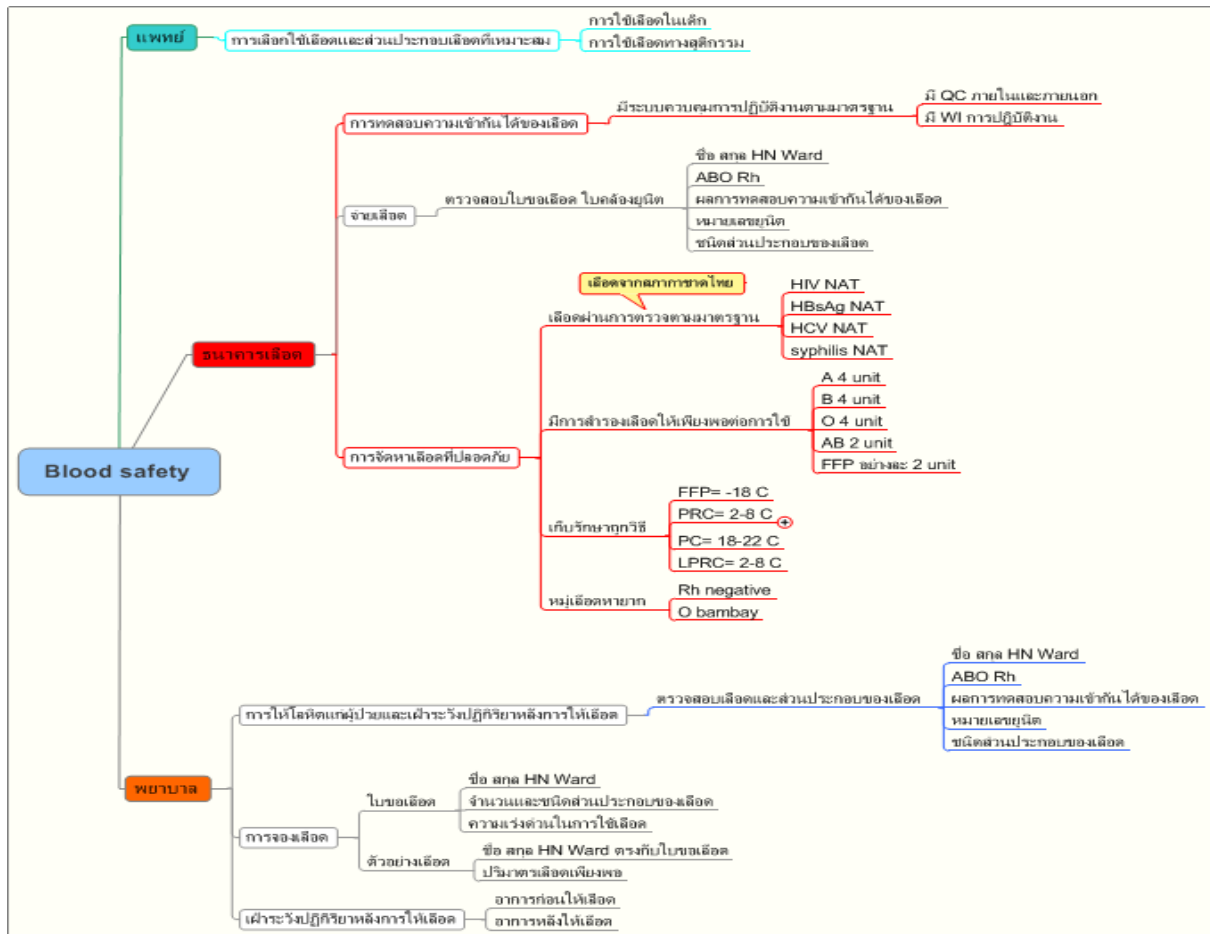 แพทย์
การเลือกใช้เลือดและส่วนประกอบเลือดที่เหมาะสม
การใช้เลือดในเด็ก
การใช้เลือดทางสูติกรรม
ธนาคารเลือด
การทดสอบความเข้ากันได้ของเลือด
มีระบบควบคุมการปฏิบัติงานตามมาตรฐาน
มี QC ภายในและภายนอก
มี WI การปฏิบัติงาน
จ่ายเลือด
ตรวจสอบใบขอเลือด ใบคล้องยูนิต
ชื่อ สกุล HN Ward
ABO Rh
ผลการทดสอบความเข้ากันได้ของเลือด
หมายเลขยูนิต
ชนิดส่วนประกอบของเลือด
การจัดหาเลือดที่ปลอดภัย
เลือดจากสภากาชาดไทย
เลือดผ่านการตรวจตามมาตรฐาน
HIV NAT
HBsAg NAT
HCV NAT
syphilis NAT
มีการสำรองเลือดให้เพียงพอต่อการใช้
A 4 unit
B 4 unit
O 4 unit
AB 2 unit
FFP อย่างละ 2 unit
เก็บรักษาถูกวิธี
FFP= -18 C
PRC= 2-8 C
PC= 18-22 C
LPRC= 2-8 C
หมู่เลือดหายาก
Rh negative
O bambay
Blood safety
พยาบาล
การให้โลหิตแก่ผู้ป่วยและเฝ้าระวังปฏิกิริยาหลังการให้เลือด
ตรวจสอบเลือดและส่วนประกอบของเลือด
ชื่อ สกุล HN Ward
ABO Rh
ผลการทดสอบความเข้ากันได้ของเลือด
หมายเลขยูนิต
ชนิดส่วนประกอบของเลือด
การจองเลือด
ใบขอเลือด
ชื่อ สกุล HN Ward
จำนวนและชนิดส่วนประกอบของเลือด
ความเร่งด่วนในการใช้เลือด
ตัวอย่างเลือด
ชื่อ สกุล HN Ward ตรงกับใบขอเลือด
ปริมาตรเลือดเพียงพอ
เฝ้าระวังปฏิกิริยาหลังการให้เลือด
อาการก่อนให้เลือด
อาการหลังให้เลือด